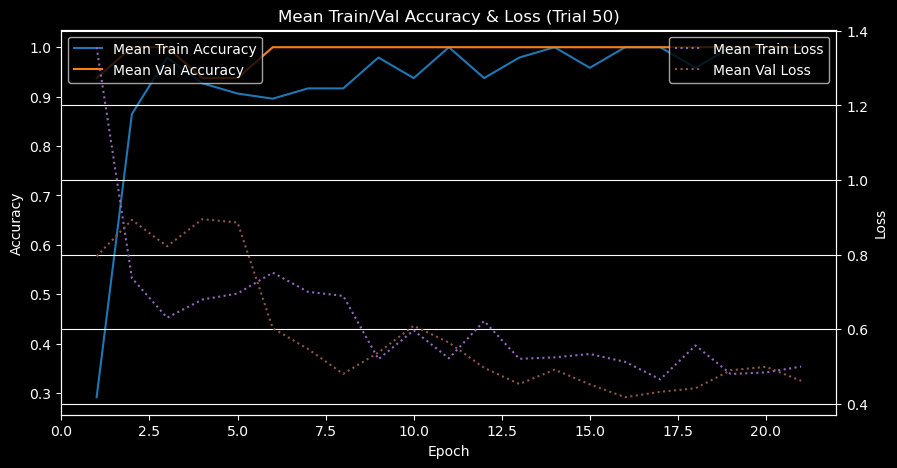 Mean Train/Val Accuracy & Loss (Trial 50)
Mean Train Accuracy
Mean Val Accuracy
Mean Train Loss
Mean Val Loss
1.0
0.9
0.8
0.7
0.6
0.5
0.4
0.3
Accuracy
1.4
1.2
1.0
0.8
0.6
0.4
Loss
0.0 2.5 5.0 7.5 10.0 12.5 15.0 17.5 20.0
Epoch